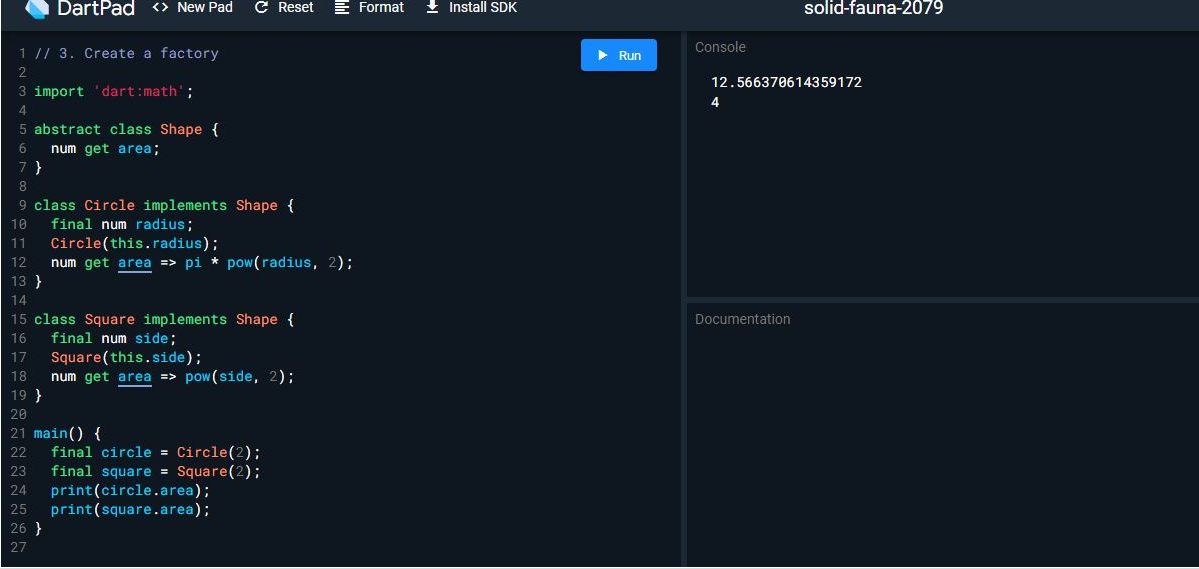 DartPad <> New Pad Reset Format Install SDK solid-fauna-2079
1 // 3. Create a factory
Run
2
3 import 'dart:math';
4
5 abstract class Shape {
6   num get area;
7 }
8
9 class Circle implements Shape {
10   final num radius;
11   Circle(this.radius);
12   num get area => pi * pow(radius, 2);
13 }
14
15 class Square implements Shape {
16   final num side;
17   Square(this.side);
18   num get area => pow(side, 2);
19 }
20
21 main() {
22   final circle = Circle(2);
23   final square = Square(2);
24   print(circle.area);
25   print(square.area);
26 }
27
Console
12.566370614359172
4
Documentation